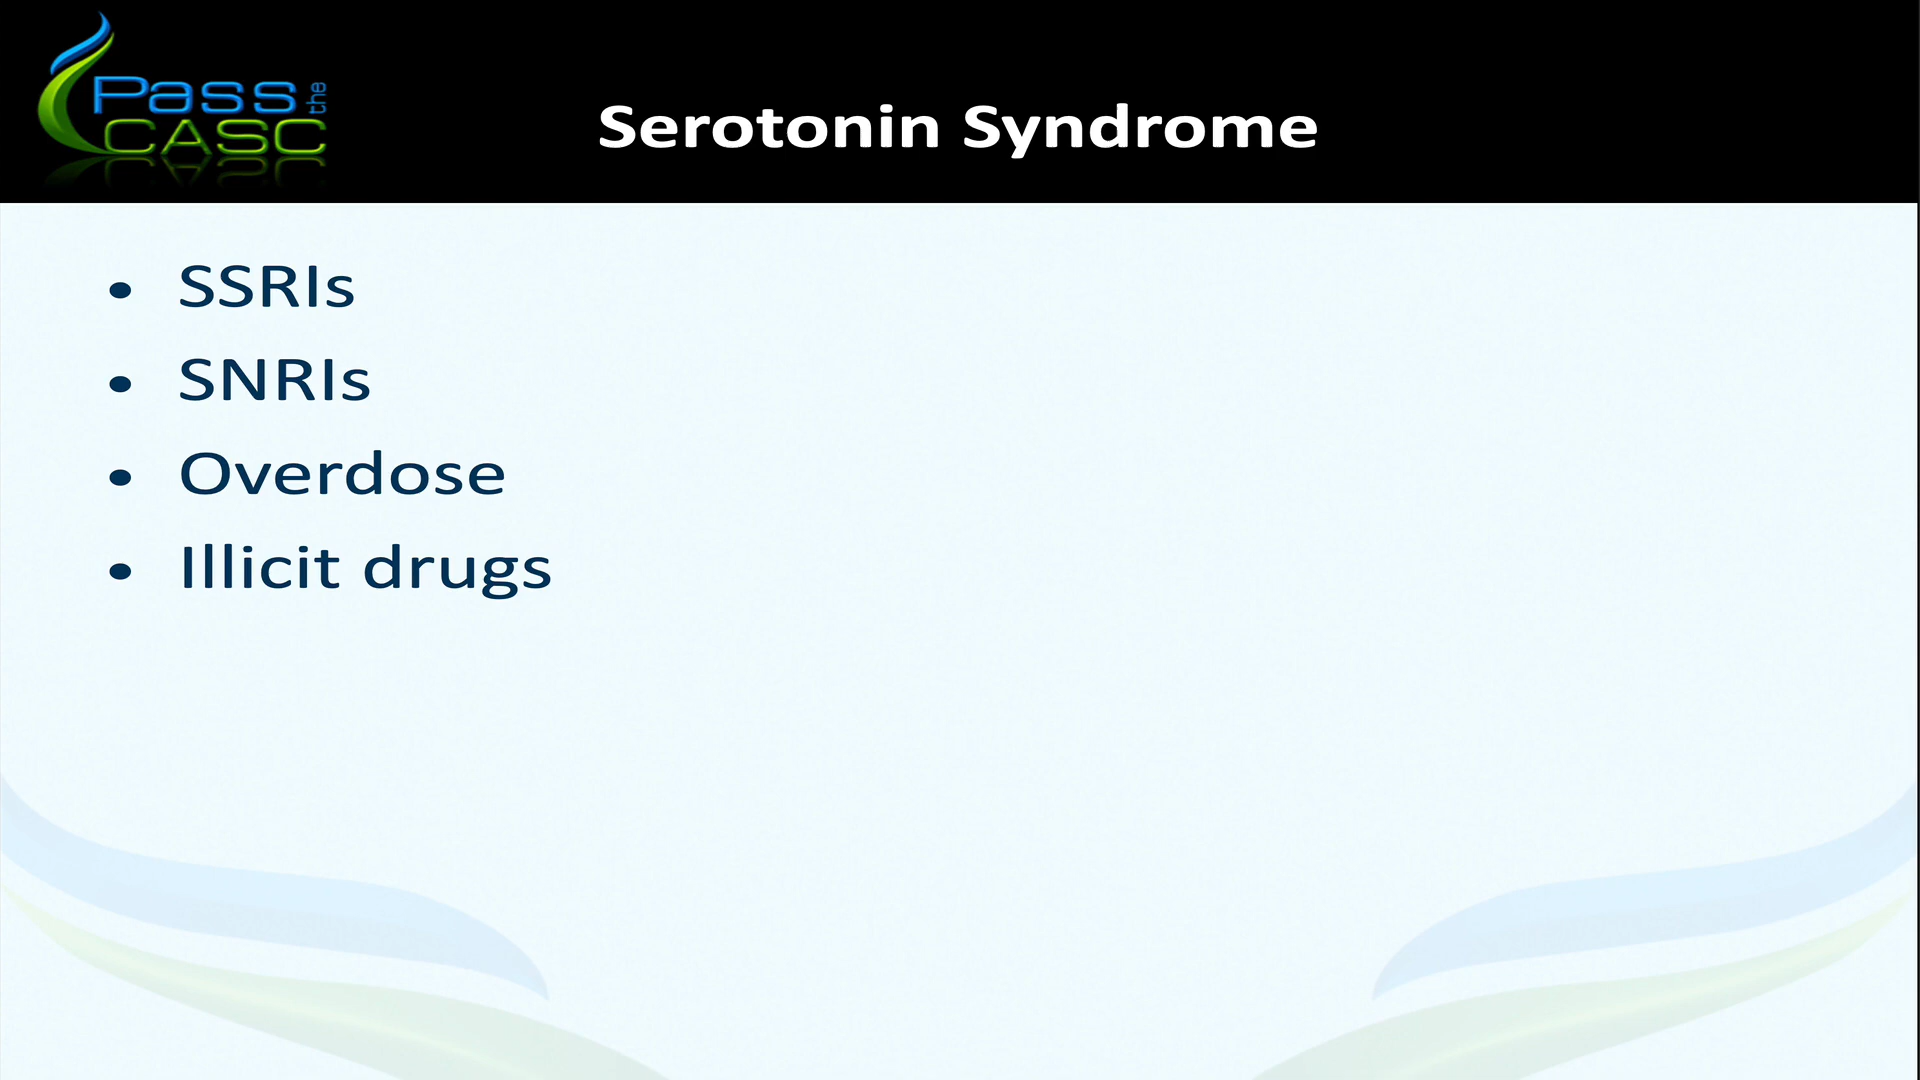 Pass the
CASC
Serotonin Syndrome
• SSRIs
• SNRIs
• Overdose
• Illicit drugs